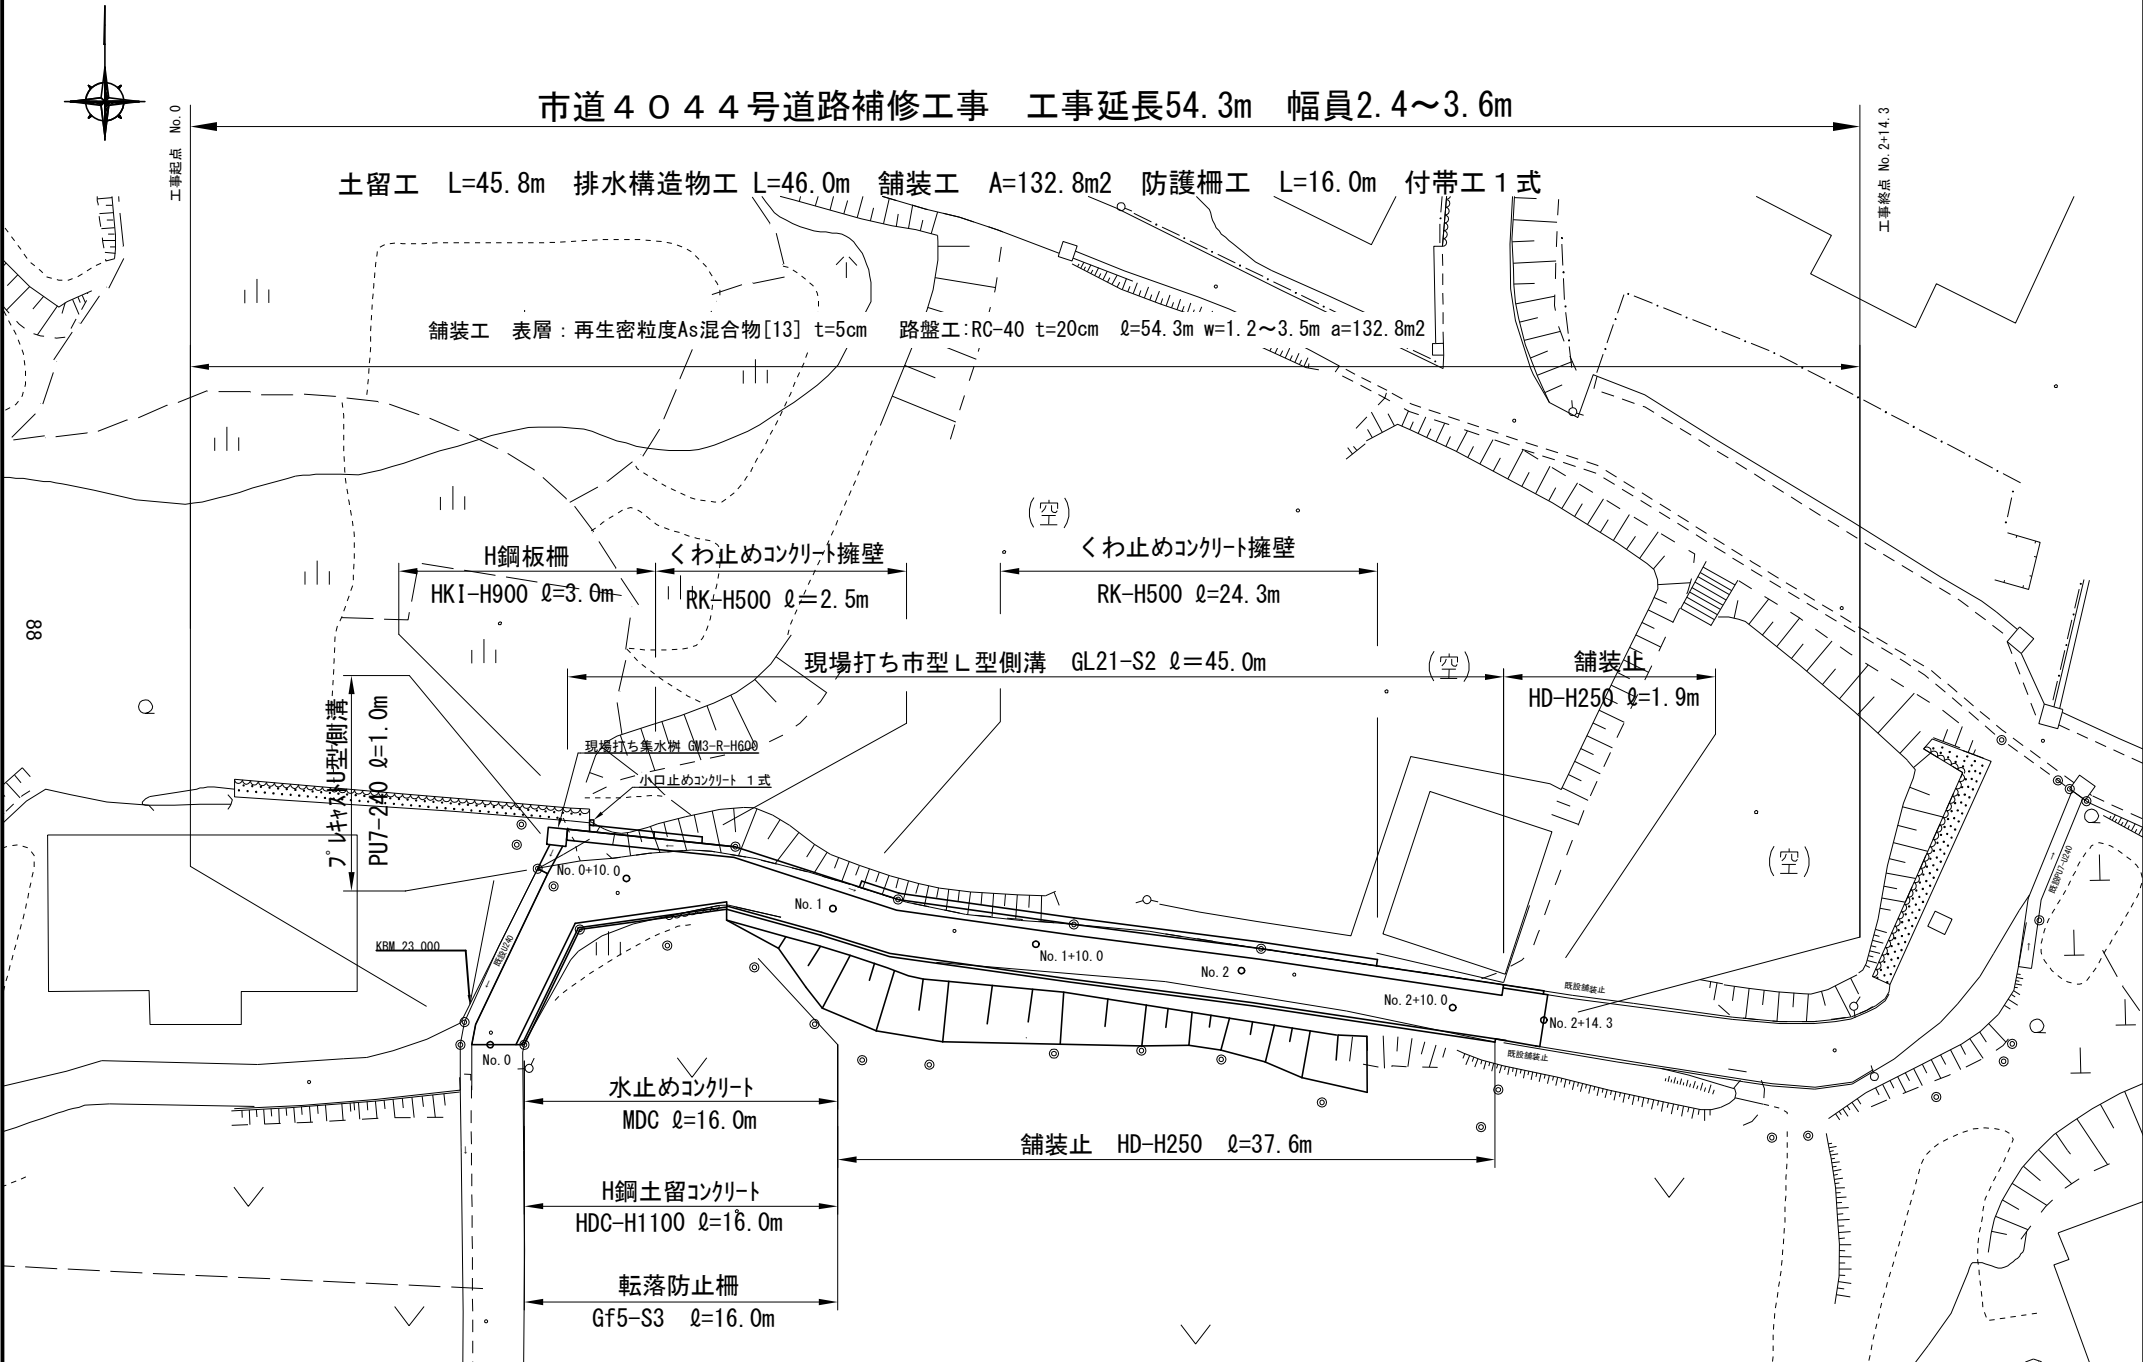 市道４０４４号道路補修工事　工事延長54.3m　幅員2.4～3.6m
工事起点 No.0
工事終点 No.2+14.3
土留工　L=45.8m　排水構造物工 L=46.0m　舗装工　A=132.8m2　防護柵工　L=16.0m　付帯工１式
舗装工　表層：再生密粒度As混合物[13] t=5cm　路盤工:RC-40 t=20cm　ℓ=54.3m w=1.2～3.5m a=132.8m2
(空)
H鋼板柵
HKI-H900 ℓ=3.0m
くわ止めコンクリート擁壁
RK-H500 ℓ＝2.5m
くわ止めコンクリート擁壁
RK-H500 ℓ=24.3m
88
現場打ち市型Ｌ型側溝　GL21-S2 ℓ＝45.0m
(空)
舗装止
HD-H250 ℓ=1.9m
プレキャストU型側溝
PU7-240 ℓ=1.0m
現場打ち集水桝 GM3-R-H600
小口止めコンクリート １式
(空)
既設PU7-U240
No.0+10.0
No.1
No.1+10.0
No.2
No.2+10.0
No.2+14.3
既設舗装止
既設舗装止
KBM 23.000
既設U240
No.0
水止めコンクリート
MDC ℓ=16.0m
舗装止　HD-H250　ℓ=37.6m
H鋼土留コンクリート
HDC-H1100 ℓ=16.0m
転落防止柵
Gf5-S3　ℓ=16.0m